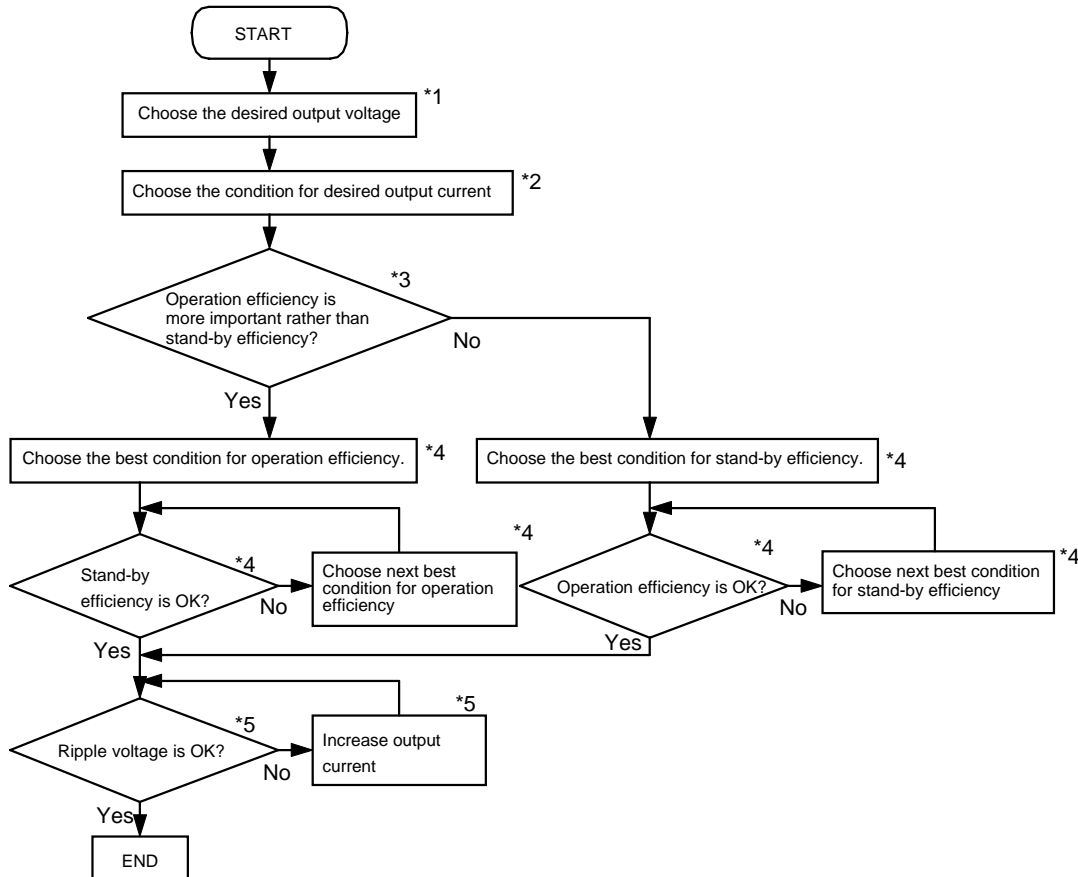 START
Choose the desired output voltage
*1
Choose the condition for desired output current
*2
*3
Operation efficiency is
more important rather than
stand-by efficiency?
No
Yes
Choose the best condition for operation efficiency.
*4
Choose the best condition for stand-by efficiency.
*4
Stand-by
efficiency is OK?
*4
No
Yes
*4
Choose next best
condition for operation
efficiency
*4
Operation efficiency is OK?
No
Yes
*4
Choose next best condition
for stand-by efficiency
*5
Ripple voltage is OK?
No
Yes
*5
Increase output
current
END